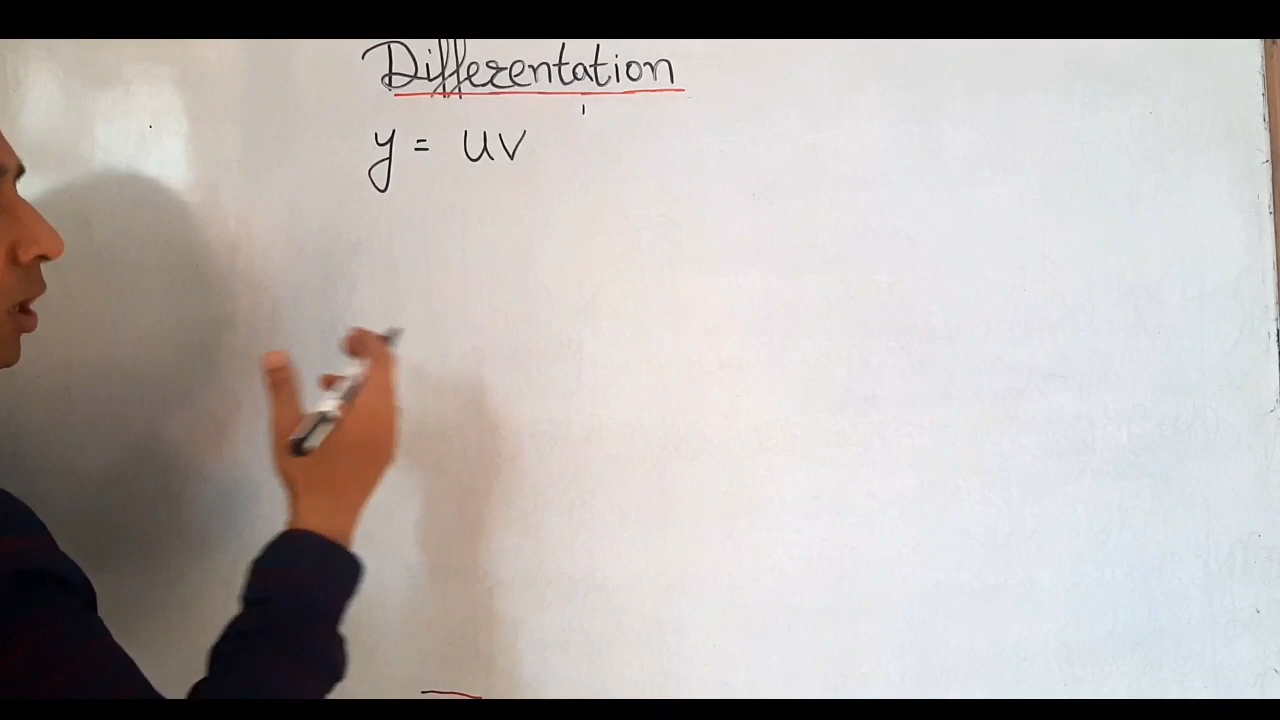 Differentation
y = uv